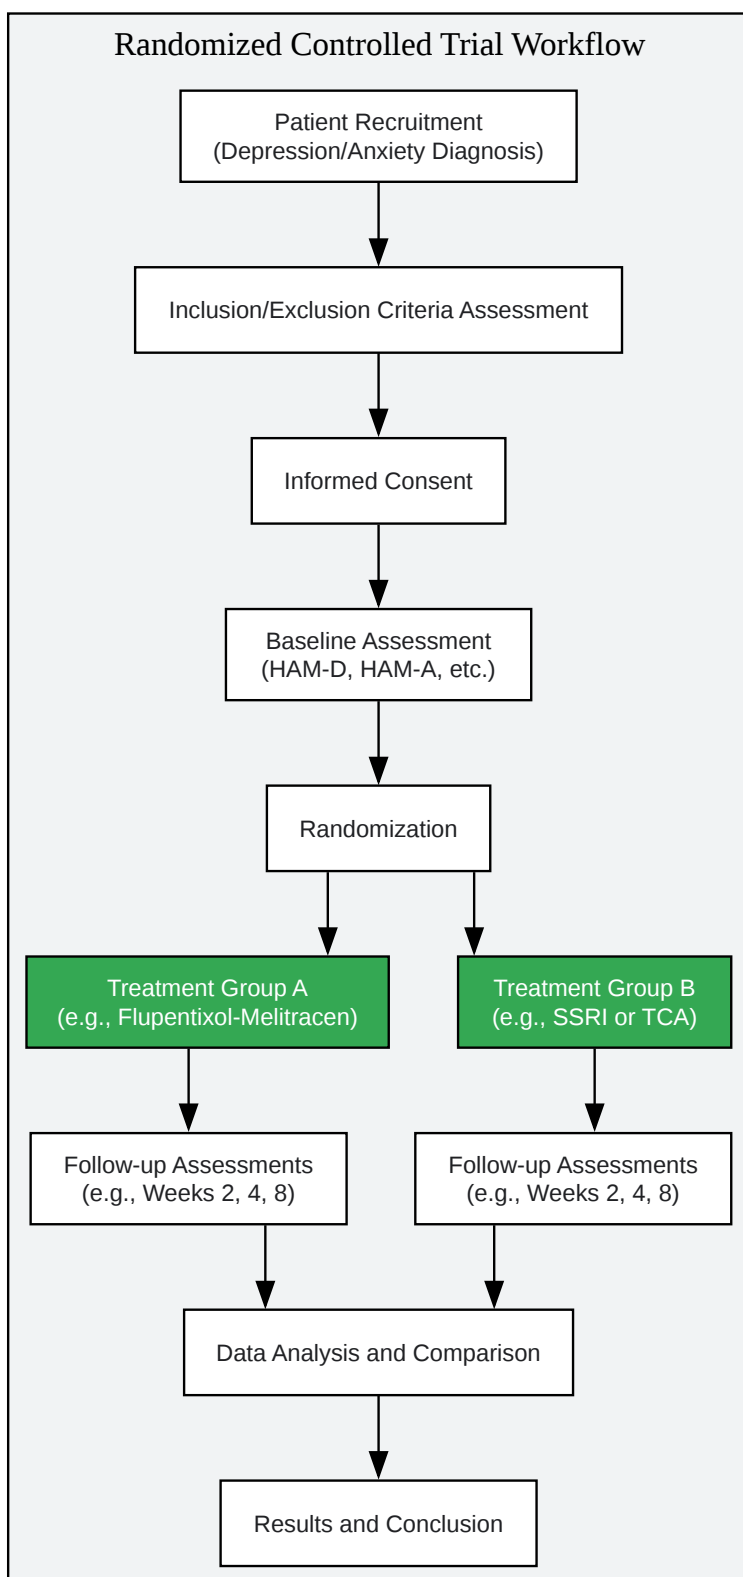 Randomized Controlled Trial Workflow
Patient Recruitment
(Depression/Anxiety Diagnosis)
Inclusion/Exclusion Criteria Assessment
Informed Consent
Baseline Assessment
(HAM-D, HAM-A, etc.)
Randomization
Treatment Group A
(e.g., Flupentixol-Melitracen)
Treatment Group B
(e.g., SSRI or TCA)
Follow-up Assessments
(e.g., Weeks 2, 4, 8)
Follow-up Assessments
(e.g., Weeks 2, 4, 8)
Data Analysis and Comparison
Results and Conclusion